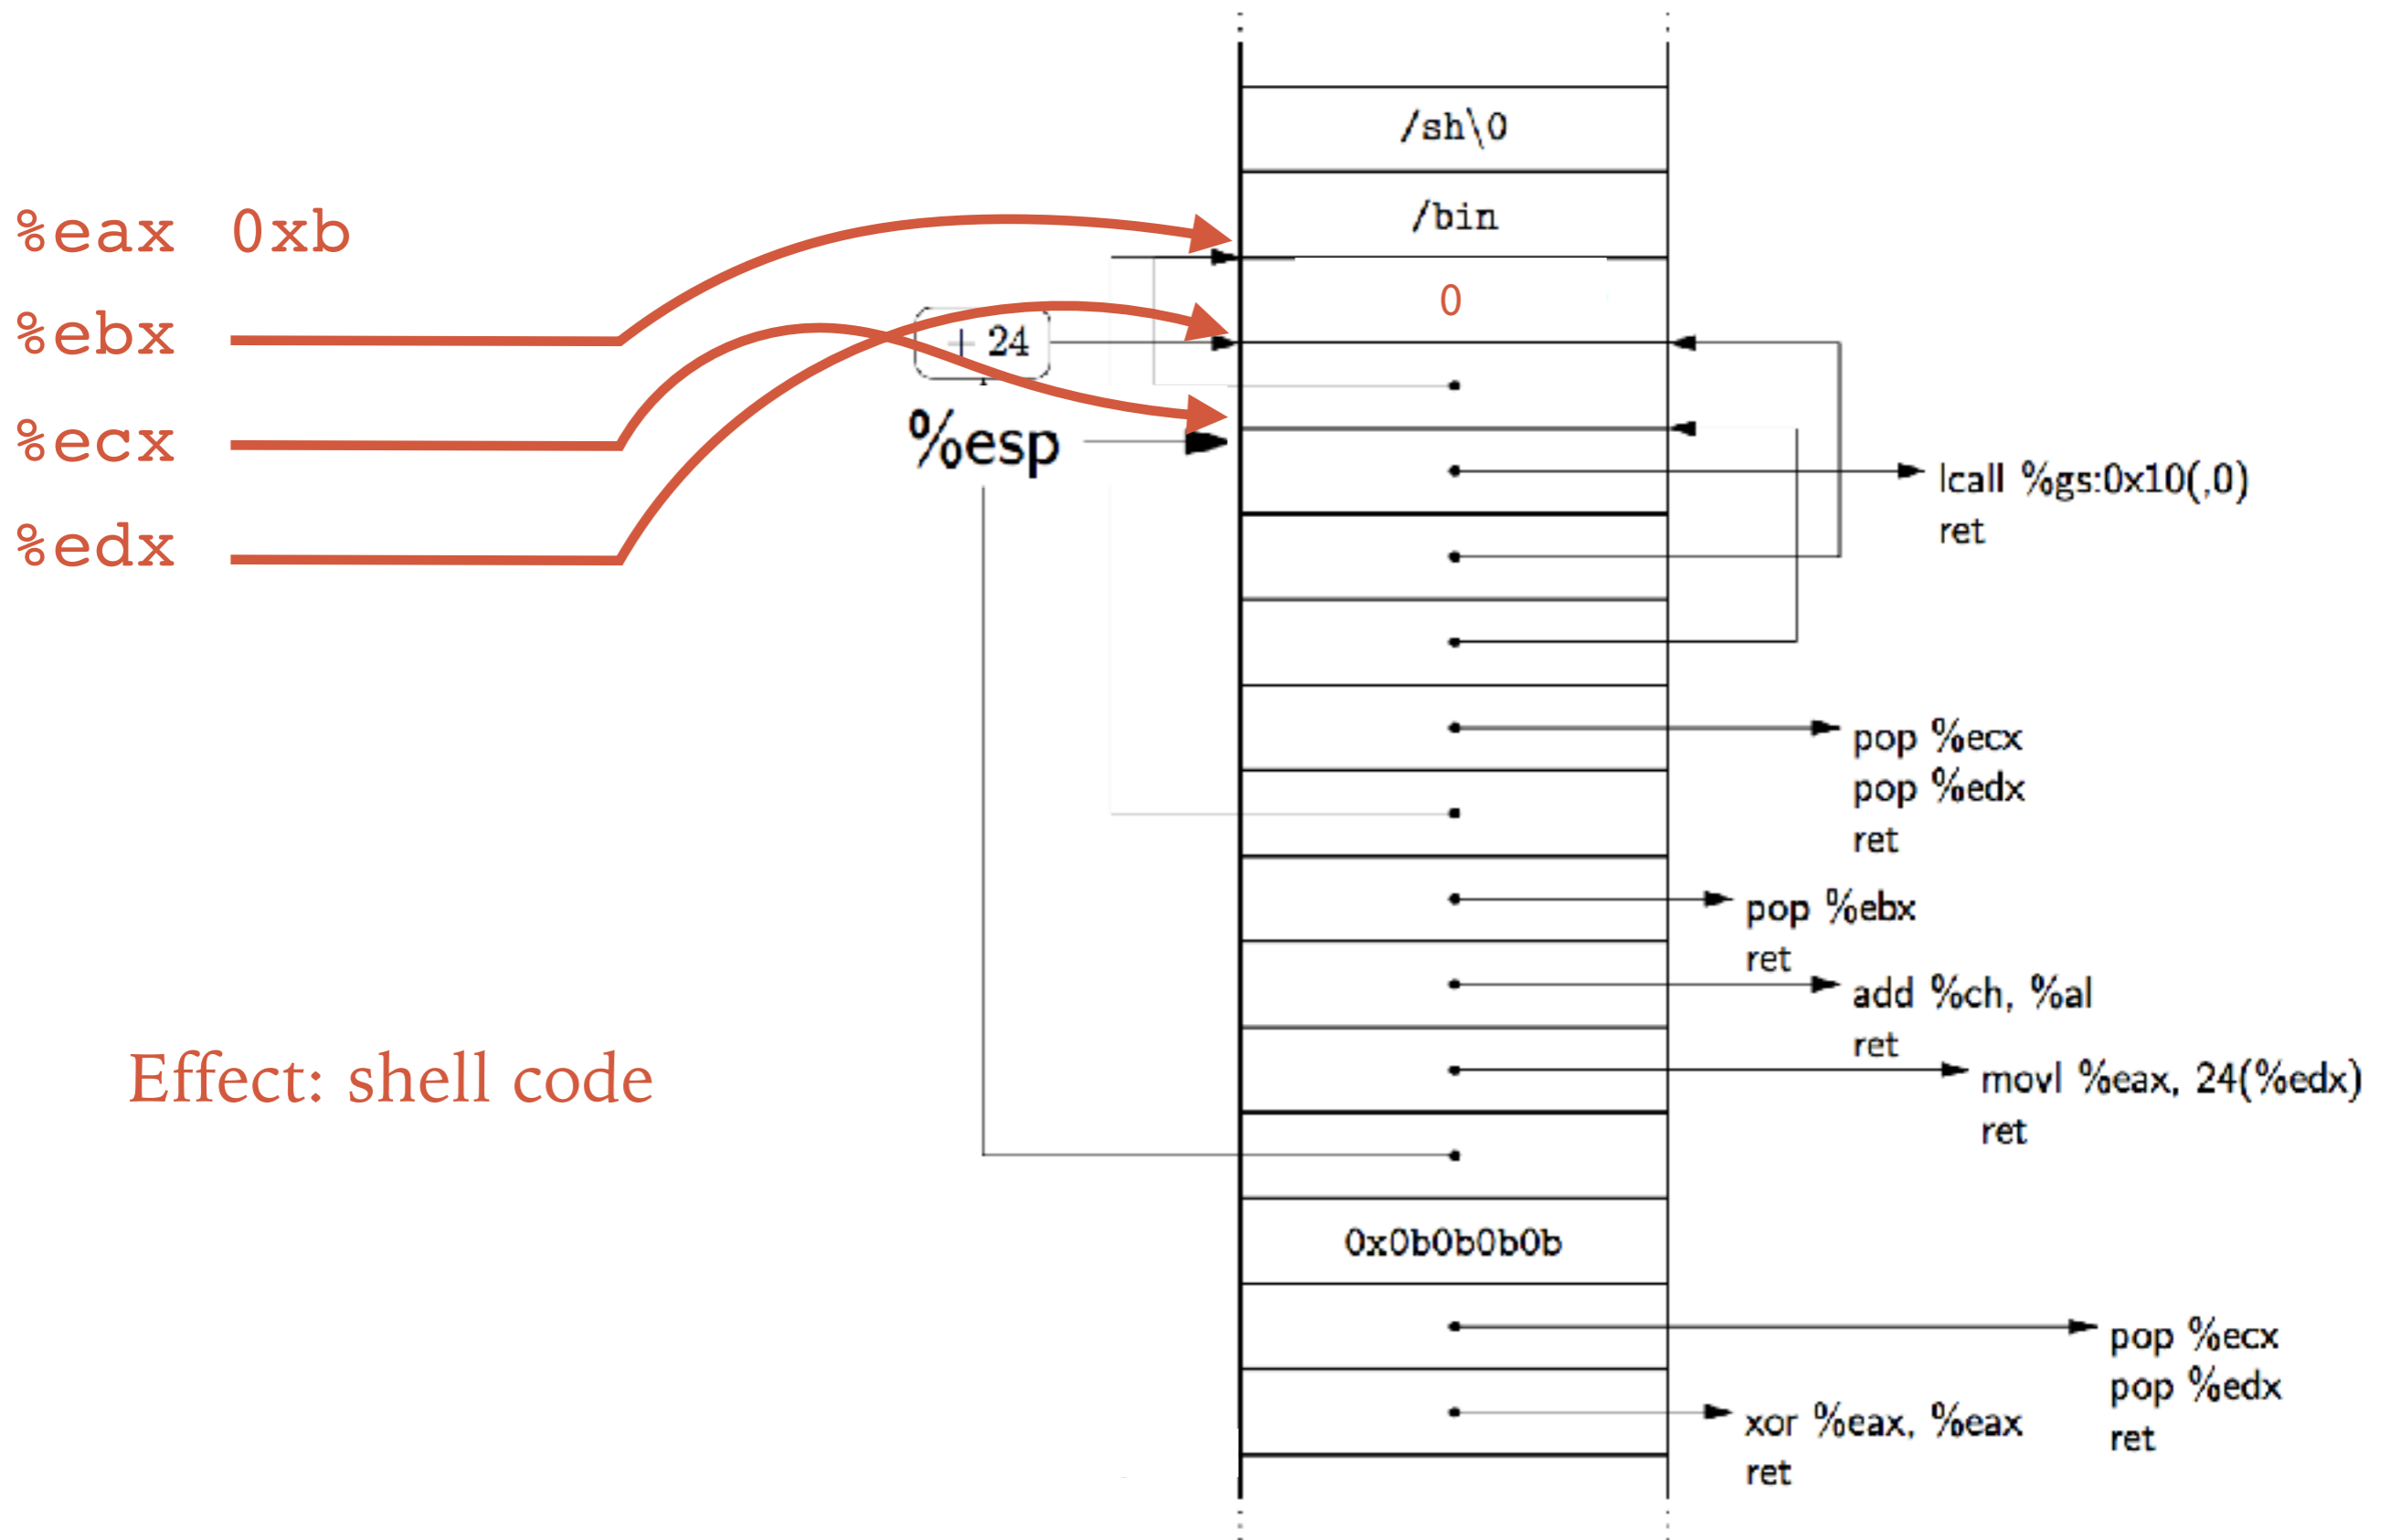 /sh\0
/bin
%eax 0xb
0
%ebx
+ 24
%ecx
%esp
lcall %gs:0x10(,0)
ret
%edx
pop %ecx
pop %edx
ret
pop %ebx
ret
add %ch, %al
ret
Effect: shell code
movl %eax, 24(%edx)
ret
0x0b0b0b0b
pop %ecx
pop %edx
ret
xor %eax, %eax
ret